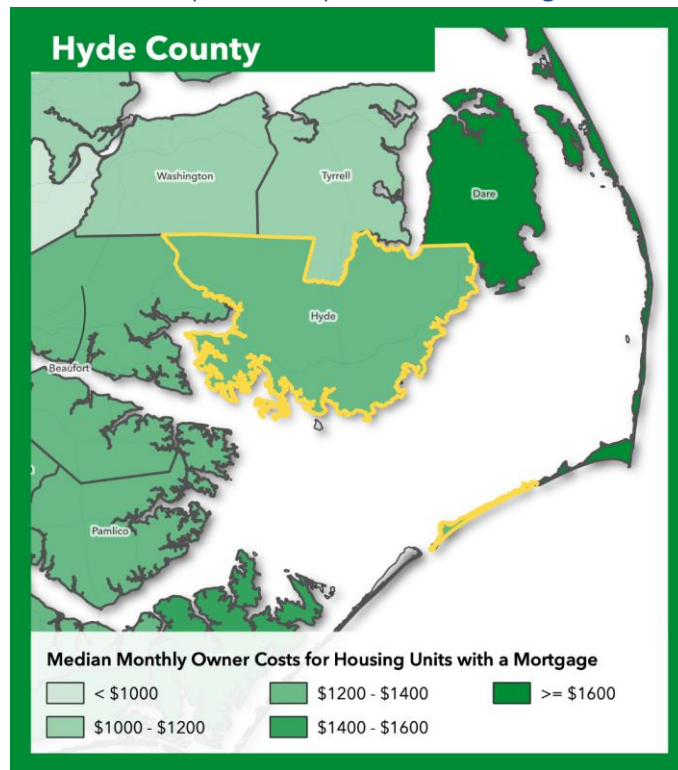 Hyde County
Washington
Tyrrell
Dare
Hyde
Beaufort
Pamlico
Median Monthly Owner Costs for Housing Units with a Mortgage
< $1000
$1200 - $1400
>= $1600
$1000 - $1200
$1400 - $1600